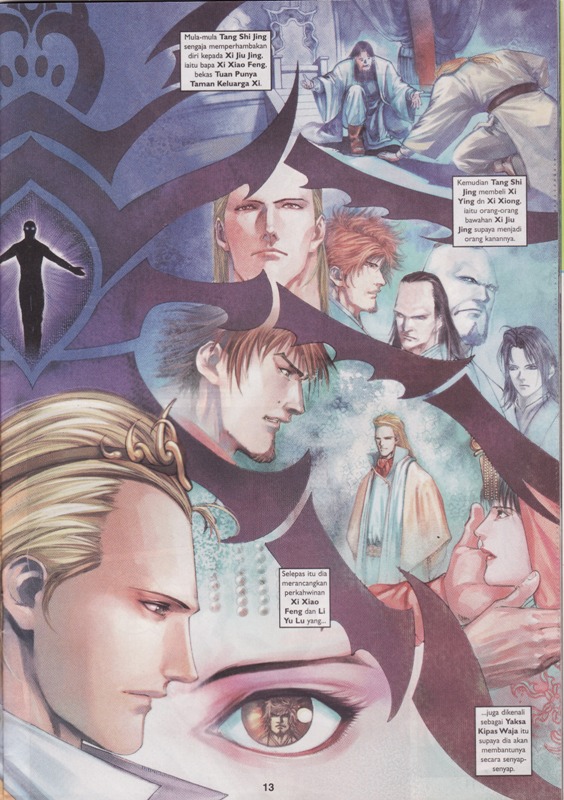 Mula-mula Tang Shi Jing
sengaja memperhambakan
diri kepada Xi Jiu Jing,
iaitu bapa Xi Xiao Feng,
bekas Tuan Punya
Taman Keluarga Xi.
Kemudian Tang Shi
Jing membeli Xi
Ying dn Xi Xiong,
iaitu orang-orang
bawahan Xi Jiu
Jing supaya menjadi
orang kanannya.
Selepas itu dia
merancangkan
perkahwinan
Xi Xiao
Feng dan Li
Yu Lu yang...
...juga dikenali
sebagai Yaksa
Kipas Waja itu
supaya dia akan
membantunya
secara senyap-
senyap.
13